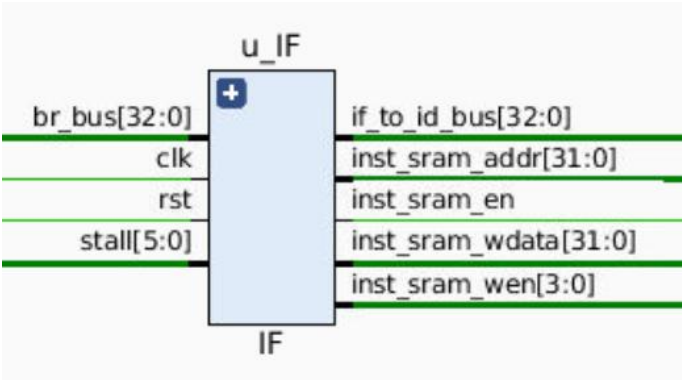 u_IF
br_bus[32:0]
clk
rst
stall[5:0]
if_to_id_bus[32:0]
inst_sram_addr[31:0]
inst_sram_en
inst_sram_wdata[31:0]
inst_sram_wen[3:0]
IF